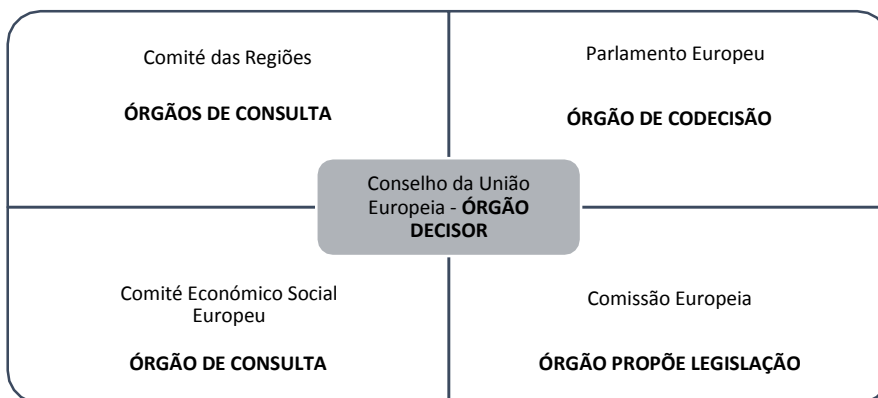 Comité das Regiões
ÓRGÃOS DE CONSULTA
Parlamento Europeu
ÓRGÃO DE CODECISÃO
Conselho da União
Europeia - ÓRGÃO
DECISOR
Comité Económico Social
Europeu
ÓRGÃO DE CONSULTA
Comissão Europeia
ÓRGÃO PROPÕE LEGISLAÇÃO